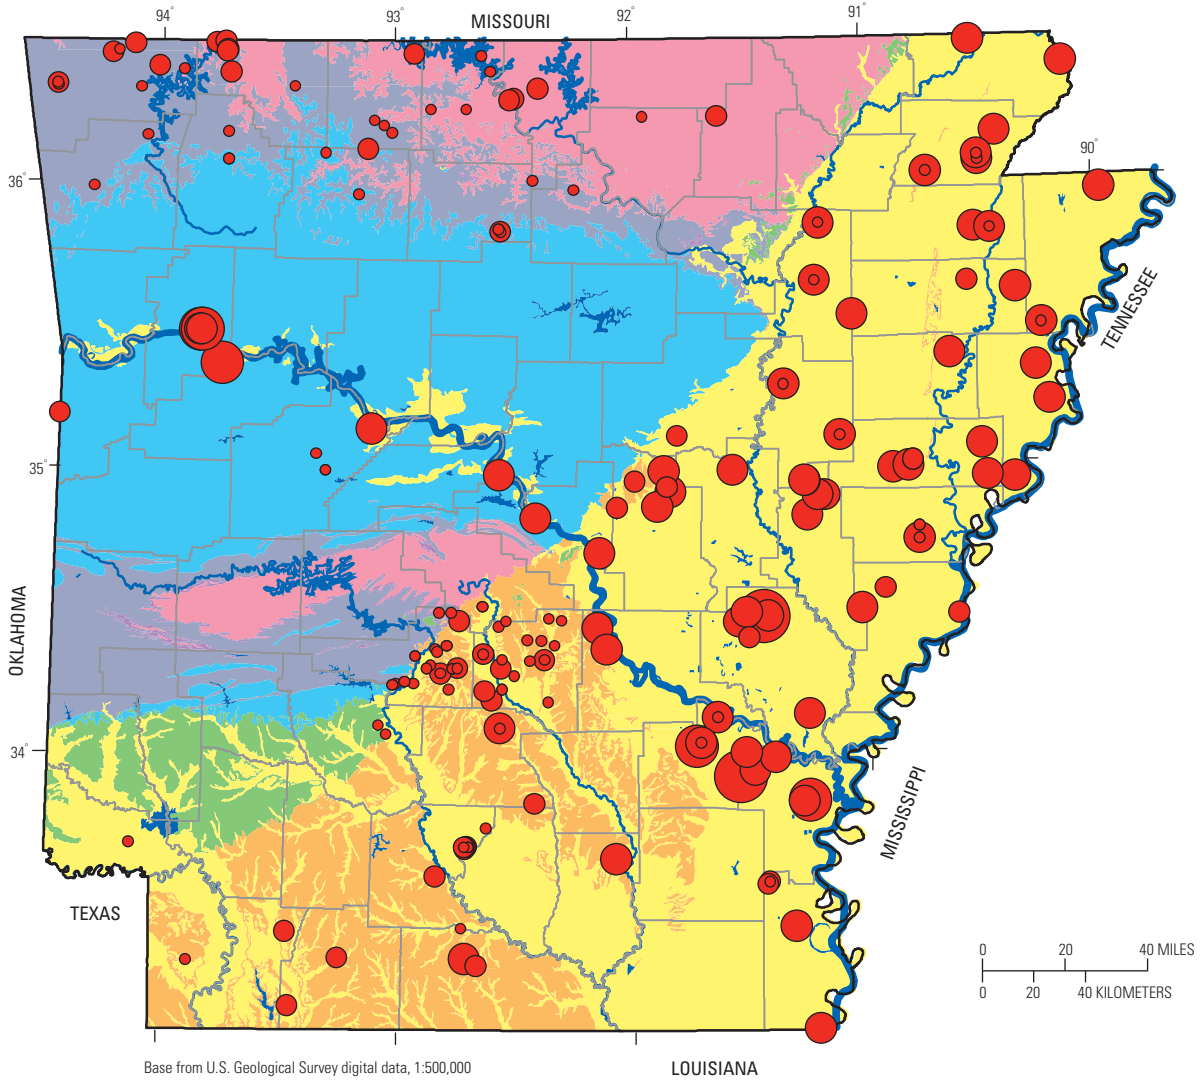 94°
93°
92°
91°
MISSOURI
90°
36°
TENNESSEE
35°
OKLAHOMA
34°
MISSISSIPPI
TEXAS
0 20 40 MILES
0 20 40 KILOMETERS
Base from U.S. Geological Survey digital data, 1:500,000
LOUISIANA